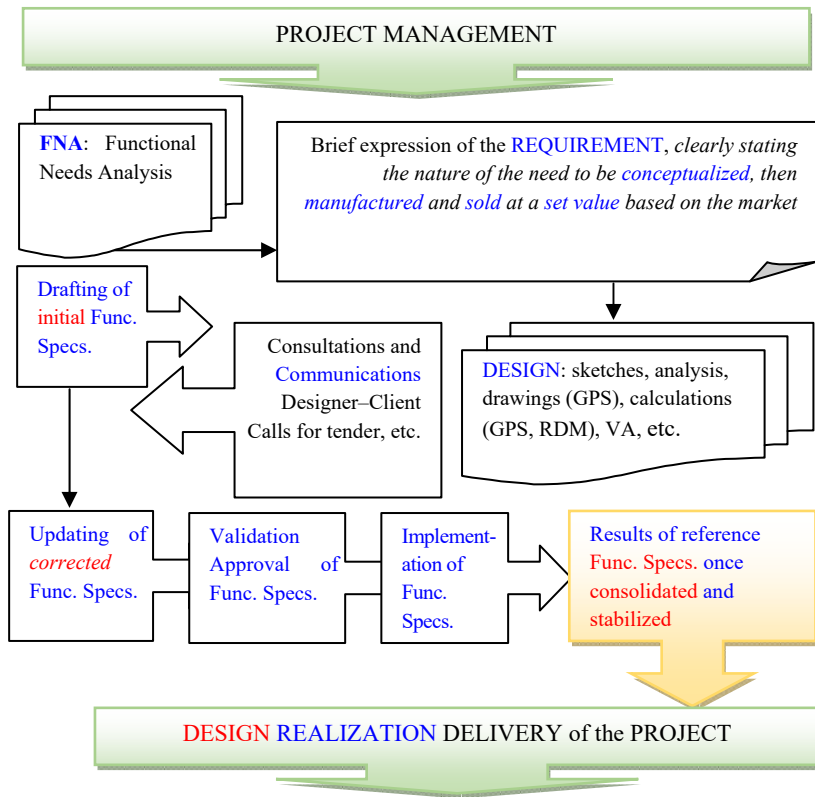 PROJECT MANAGEMENT
FNA: Functional
Needs Analysis
Brief expression of the REQUIREMENT, clearly stating
the nature of the need to be conceptualized, then
manufactured and sold at a set value based on the market
Drafting of
initial Func.
Specs.
Consultations and
Communications
Designer–Client
Calls for tender, etc.
DESIGN: sketches, analysis,
drawings (GPS), calculations
(GPS, RDM), VA, etc.
Updating of
corrected
Func. Specs.
Validation
Approval of
Func. Specs.
Implement-
ation of
Func.
Specs.
Results of reference
Func. Specs. once
consolidated and
stabilized
DESIGN REALIZATION DELIVERY of the PROJECT